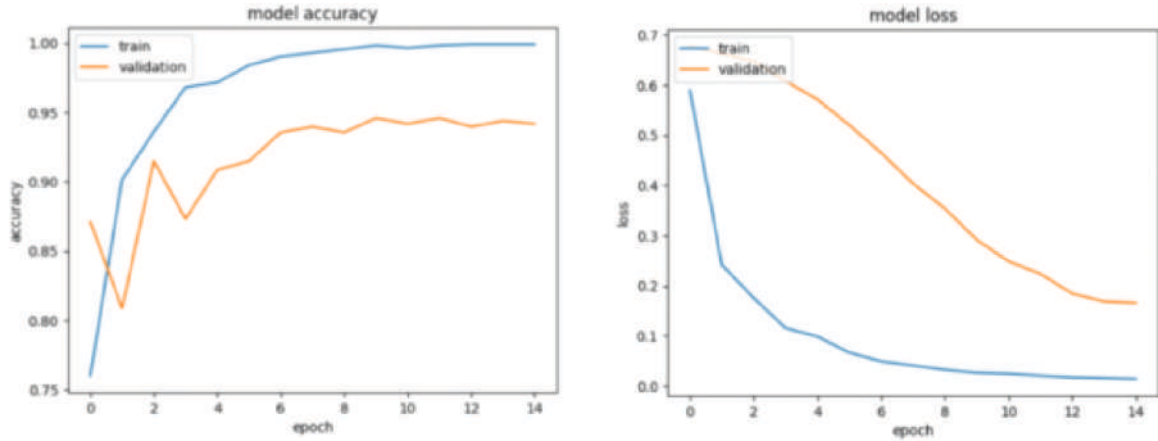 model accuracy
train
validation
1.00
0.95
0.90
0.85
0.80
0.75
accuracy
0 2 4 6 8 10 12 14
epoch
model loss
train
validation
0.7
0.6
0.5
0.4
0.3
0.2
0.1
0.0
loss
0 2 4 6 8 10 12 14
epoch